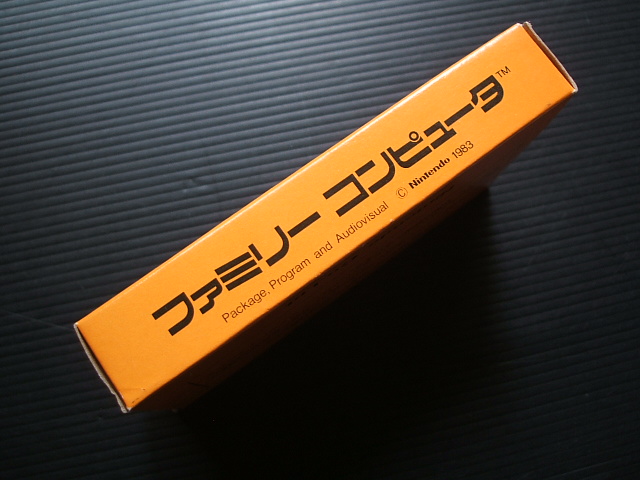 ファミリー コンピュータ™
Package, Program and Audiovisual © Nintendo 1983